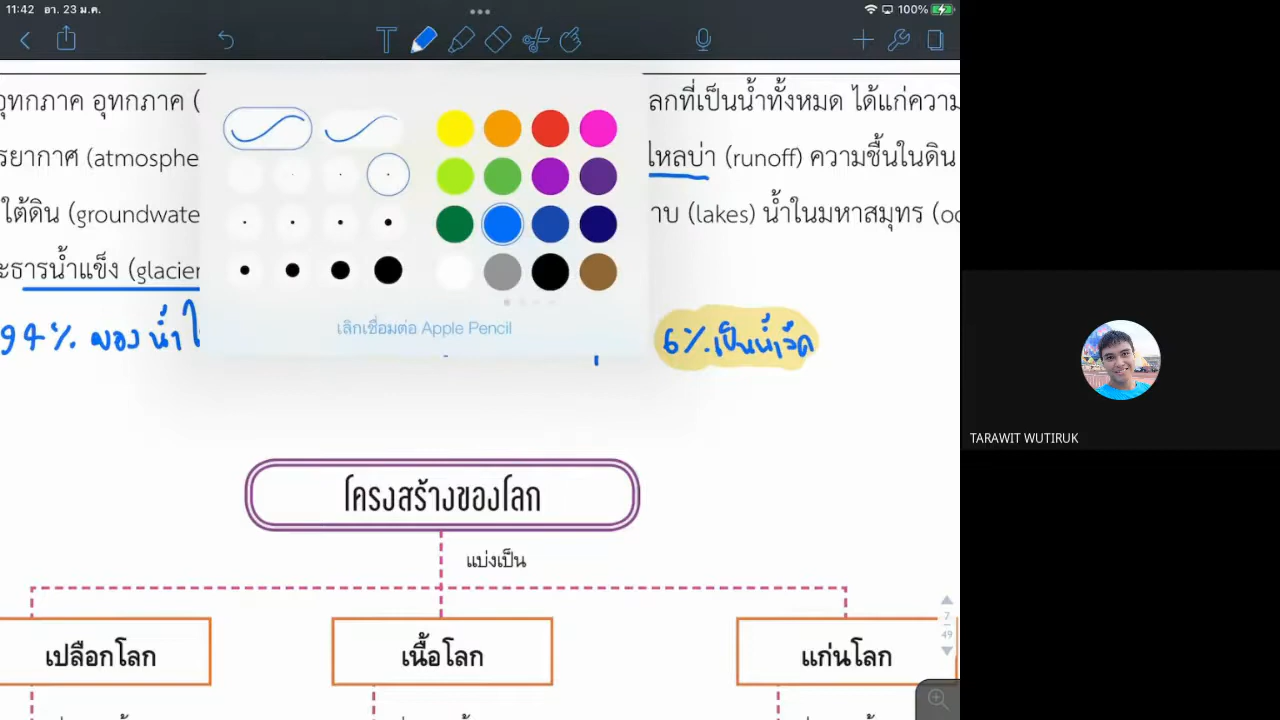 11:42 อา. 23 ม.ค.
100%
อุทกภาค อุทกภาค (
ลกที่เป็นน้ำทั้งหมด ได้แก่ความ
รยากาศ (atmosphe
ไหลบ่า (runoff) ความชื้นในดิน
ใต้ดิน (groundwate
าบ (lakes) น้ำในมหาสมุทร (oc
ะธารน้ำแข็ง (glacier
เลิกเชื่อมต่อ Apple Pencil
94% ของน้ำ
6% เป็นน้ำจืด
โครงสร้างของโลก
แบ่งเป็น
7
49
เปลือกโลก
เนื้อโลก
แก่นโลก
TARAWIT WUTIRUK